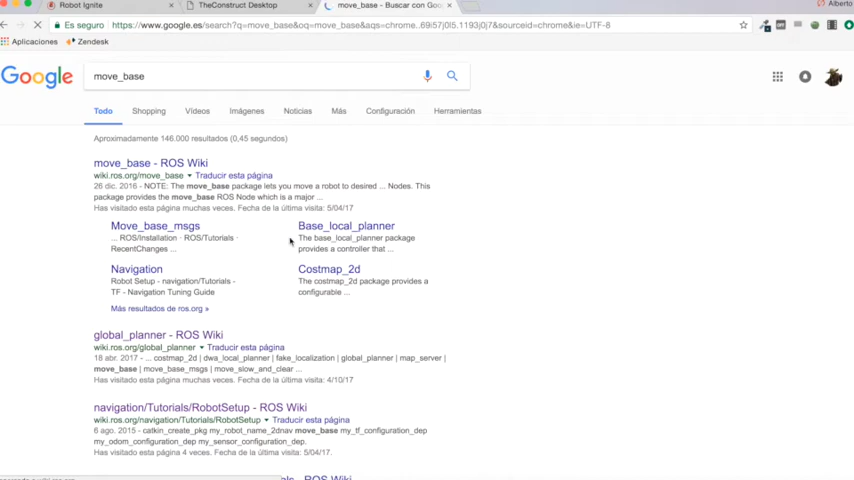 Robot Ignite
TheConstruct Desktop
move_base - Buscar con Goo
Alberto
Es seguro
https://www.google.es/search?q=move_base&oq=move_base&aqs=chrome..69i57j0l5.1193j0j7&sourceid=chrome&ie=UTF-8
Aplicaciones
Zendesk
Google
move_base
Todo
Shopping
Vídeos
Imágenes
Noticias
Más
Configuración
Herramientas
Aproximadamente 146.000 resultados (0,45 segundos)
move_base - ROS Wiki
wiki.ros.org/move_base ▾ Traducir esta página
26 dic. 2016 - NOTE: The move_base package lets you move a robot to desired ... Nodes. This
package provides the move_base ROS Node which is a major ...
Has visitado esta página muchas veces. Fecha de la última visita: 5/04/17
Move_base_msgs
... ROS/Installation · ROS/Tutorials ·
RecentChanges ...
Base_local_planner
The base_local_planner package
provides a controller that ...
Navigation
Robot Setup - navigation/Tutorials -
TF - Navigation Tuning Guide
Costmap_2d
The costmap_2d package provides a
configurable ...
Más resultados de ros.org »
global_planner - ROS Wiki
wiki.ros.org/global_planner ▾ Traducir esta página
18 abr. 2017 - ... costmap_2d | dwa_local_planner | fake_localization | global_planner | map_server |
move_base | move_base_msgs | move_slow_and_clear ...
Has visitado esta página muchas veces. Fecha de la última visita: 4/10/17
navigation/Tutorials/RobotSetup - ROS Wiki
wiki.ros.org/navigation/Tutorials/RobotSetup ▾ Traducir esta página
6 ago. 2015 - catkin_create_pkg my_robot_name_2dnav move_base my_tf_configuration_dep
my_odom_configuration_dep my_sensor_configuration_dep.
Has visitado esta página 4 veces. Fecha de la última visita: 5/04/17.
als - ROS Wiki